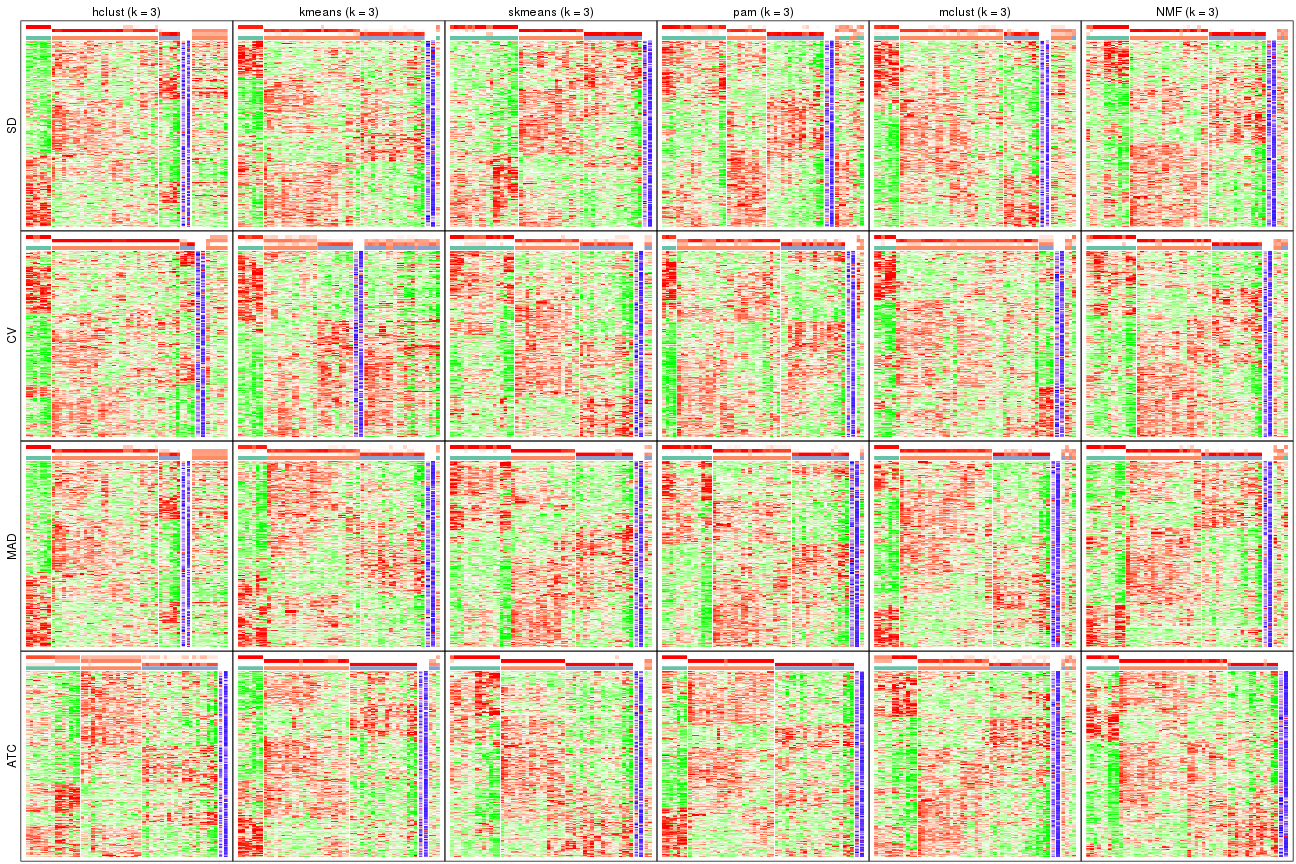 hclust (k = 3) kmeans (k = 3) skmeans (k = 3) pam (k = 3) mclust (k = 3) NMF (k = 3)
SD
CV
MAD
ATC